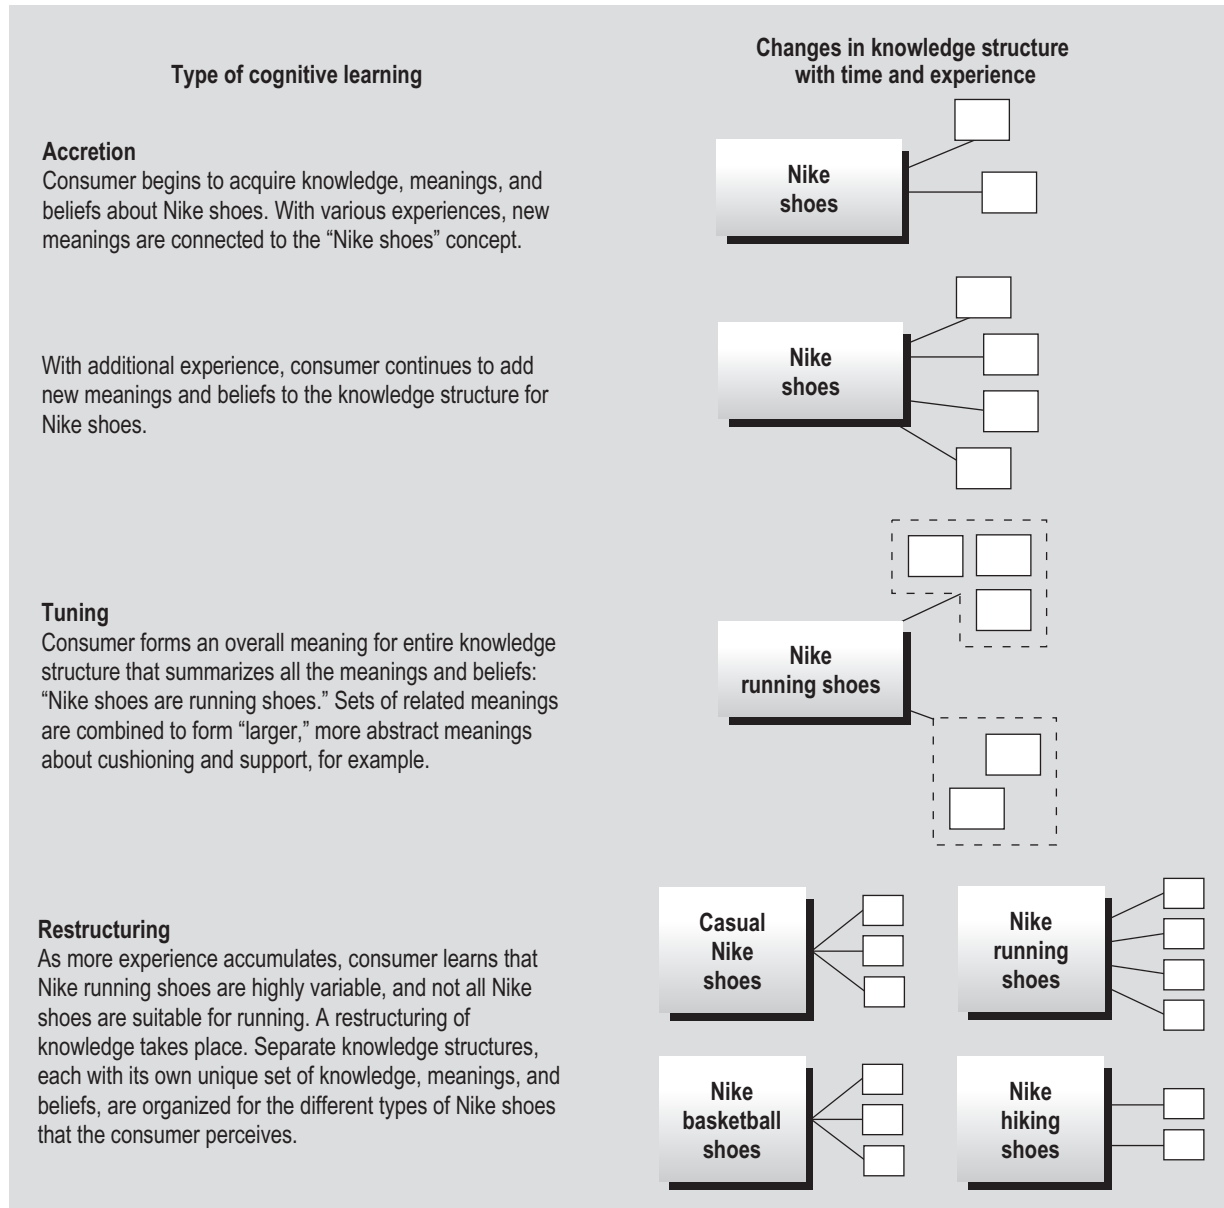 Type of cognitive learning
Changes in knowledge structure
with time and experience
Accretion
Consumer begins to acquire knowledge, meanings, and
beliefs about Nike shoes. With various experiences, new
meanings are connected to the “Nike shoes” concept.
Nike
shoes
With additional experience, consumer continues to add
new meanings and beliefs to the knowledge structure for
Nike shoes.
Nike
shoes
Tuning
Consumer forms an overall meaning for entire knowledge
structure that summarizes all the meanings and beliefs:
“Nike shoes are running shoes.” Sets of related meanings
are combined to form “larger,” more abstract meanings
about cushioning and support, for example.
Nike
running shoes
Restructuring
As more experience accumulates, consumer learns that
Nike running shoes are highly variable, and not all Nike
shoes are suitable for running. A restructuring of
knowledge takes place. Separate knowledge structures,
each with its own unique set of knowledge, meanings, and
beliefs, are organized for the different types of Nike shoes
that the consumer perceives.
Casual
Nike
shoes
Nike
running
shoes
Nike
basketball
shoes
Nike
hiking
shoes